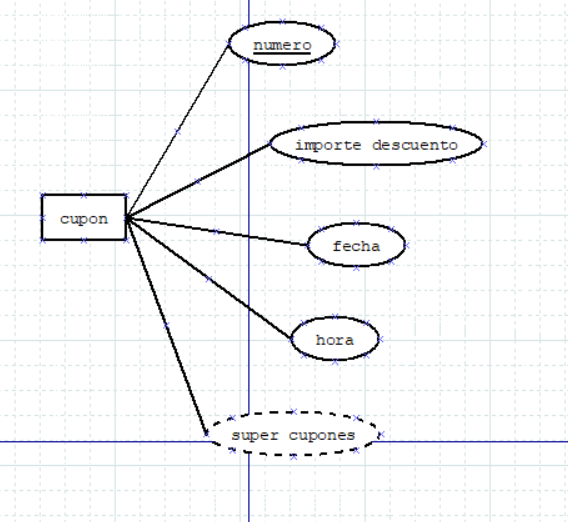 numero
importe descuento
fecha
cupon
hora
super cupones